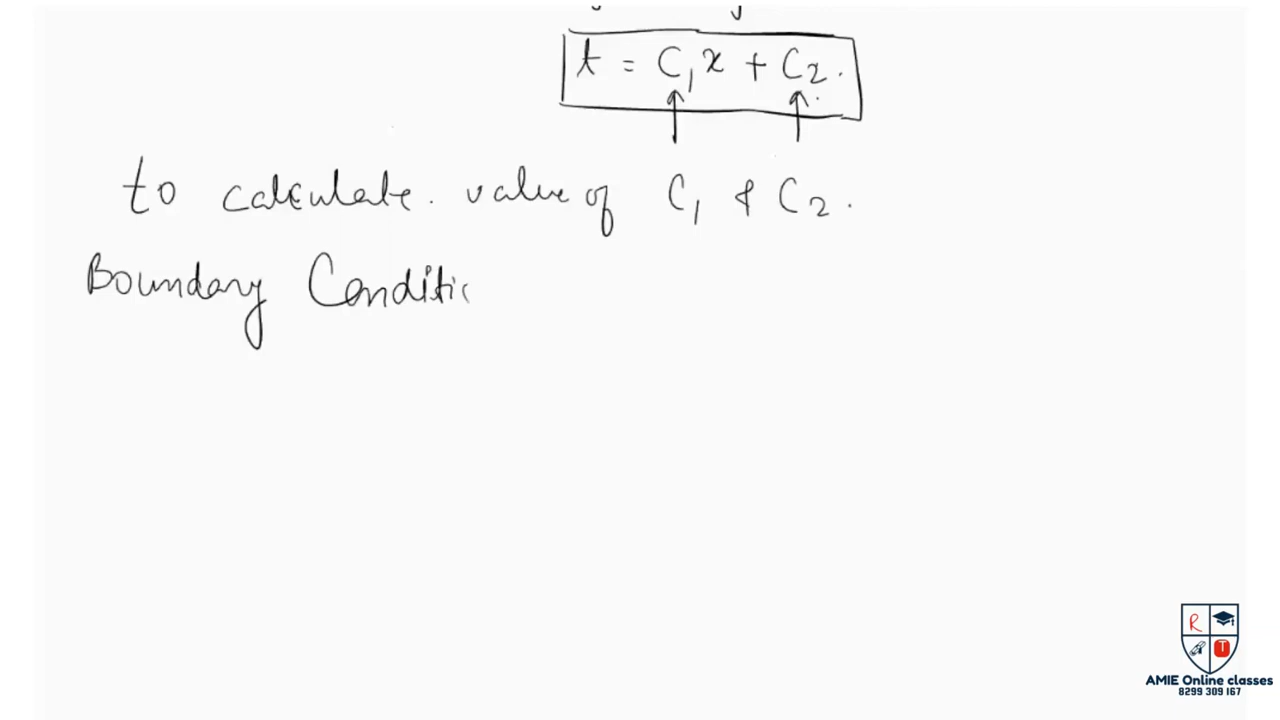 t = C₁x + C₂.
to calculate. value of C₁ & C₂.
Boundary Conditi
R
T
AMIE Online classes
8299 309 167